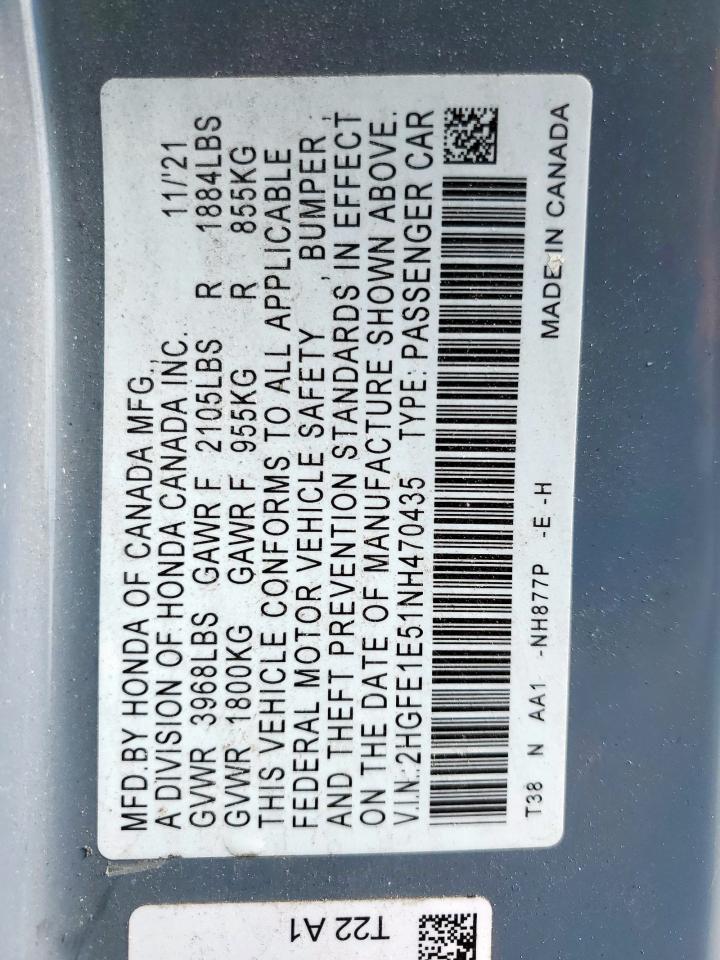 MFD. BY HONDA OF CANADA MFG.,
A DIVISION OF HONDA CANADA INC. 11/'21
GVWR 3968LBS GAWR F 2105LBS R 1884LBS
GVWR 1800KG GAWR F 955KG R 855KG
THIS VEHICLE CONFORMS TO ALL APPLICABLE
FEDERAL MOTOR VEHICLE SAFETY , BUMPER ,
AND THEFT PREVENTION STANDARDS IN EFFECT
ON THE DATE OF MANUFACTURE SHOWN ABOVE.
V.I.N.: 2HGFE1E51NH470435 TYPE: PASSENGER CAR
T38 N AA1 -NH877P -E -H
MADE IN CANADA
T22 A1